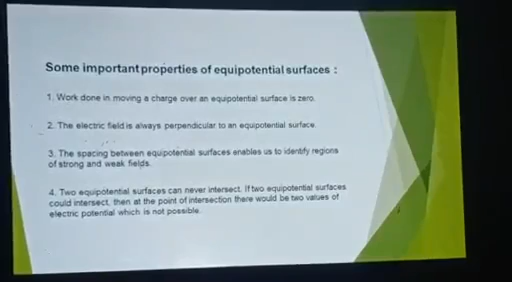 Some important properties of equipotential surfaces :
1. Work done in moving a charge over an equipotential surface is zero.
2. The electric field is always perpendicular to an equipotential surface.
3. The spacing between equipotential surfaces enables us to identify regions
of strong and weak fields.
4. Two equipotential surfaces can never intersect. If two equipotential surfaces
could intersect, then at the point of intersection there would be two values of
electric potential which is not possible.